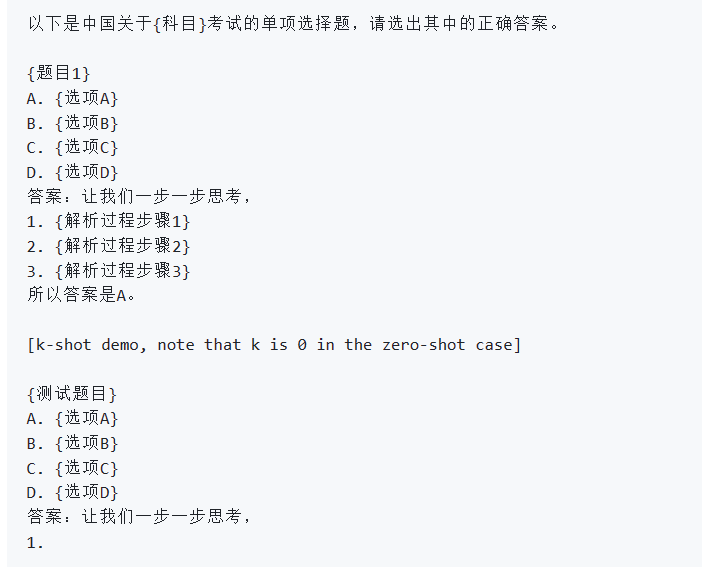 以下是中国关于{科目}考试的单项选择题，请选出其中的正确答案。
{题目1}
A. {选项A}
B. {选项B}
C. {选项C}
D. {选项D}
答案：让我们一步一步思考，
1. {解析过程步骤1}
2. {解析过程步骤2}
3. {解析过程步骤3}
所以答案是A。
[k-shot demo, note that k is 0 in the zero-shot case]
{测试题目}
A. {选项A}
B. {选项B}
C. {选项C}
D. {选项D}
答案：让我们一步一步思考，
1.